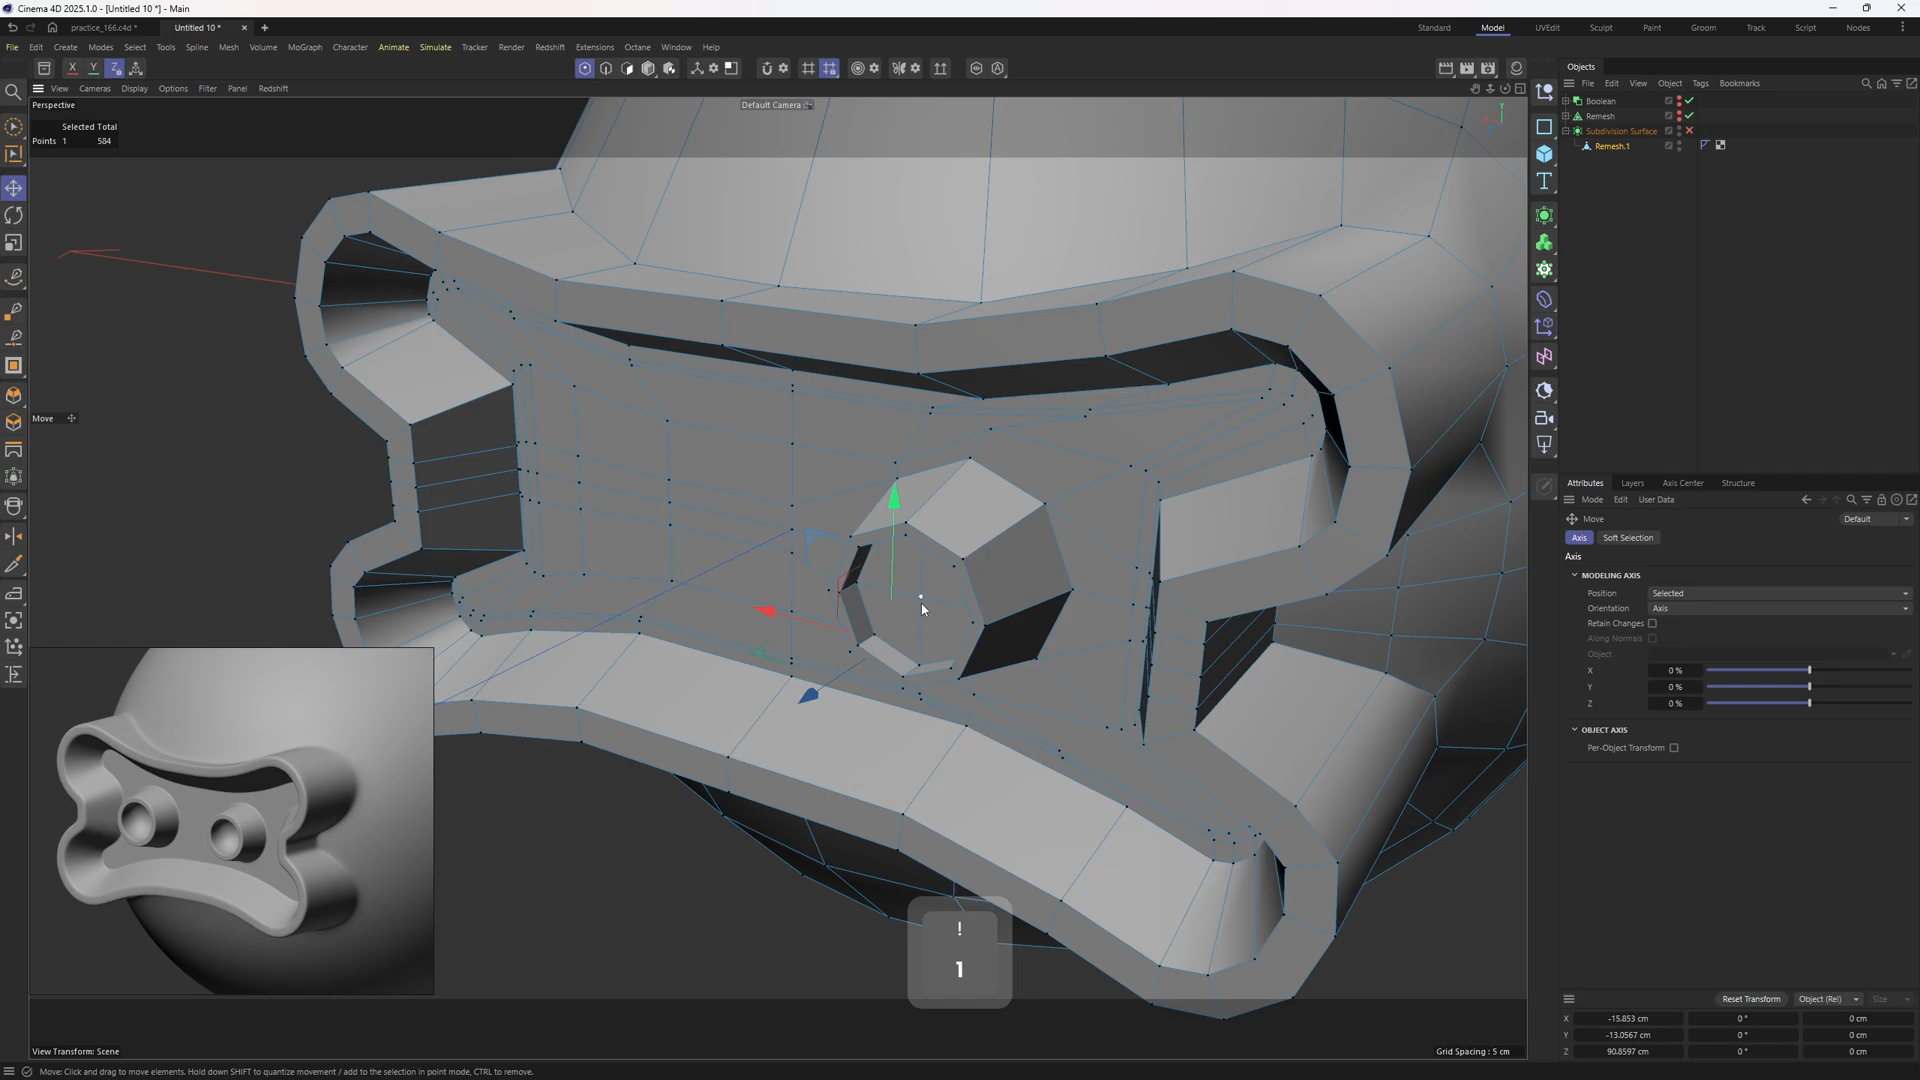 Cinema 4D 2025.1.0 - [Untitled 10 *] - Main
practice_166.c4d *
Untitled 10 *
Standard Model UVEdit Sculpt Paint Groom Track Script Nodes
File Edit Create Modes Select Tools Spline Mesh Volume MoGraph Character Animate Simulate Tracker Render Redshift Extensions Octane Window Help
X Y Z
View Cameras Display Options Filter Panel Redshift
Perspective
Default Camera
Selected Total
Points 1 584
Move
Y
!
1
View Transform: Scene
Grid Spacing : 5 cm
Move: Click and drag to move elements. Hold down SHIFT to quantize movement / add to the selection in point mode, CTRL to remove.
Objects
File Edit View Object Tags Bookmarks
Boolean
Remesh
Subdivision Surface
Remesh.1
Attributes Layers Axis Center Structure
Mode Edit User Data
Move
Default
Axis Soft Selection
Axis
MODELING AXIS
Position Selected
Orientation Axis
Retain Changes
Along Normals
Object
X 0 %
Y 0 %
Z 0 %
OBJECT AXIS
Per-Object Transform
Reset Transform Object (Rel) Size
X -15.853 cm 0 ° 0 cm
Y -13.0567 cm 0 ° 0 cm
Z 90.8597 cm 0 ° 0 cm